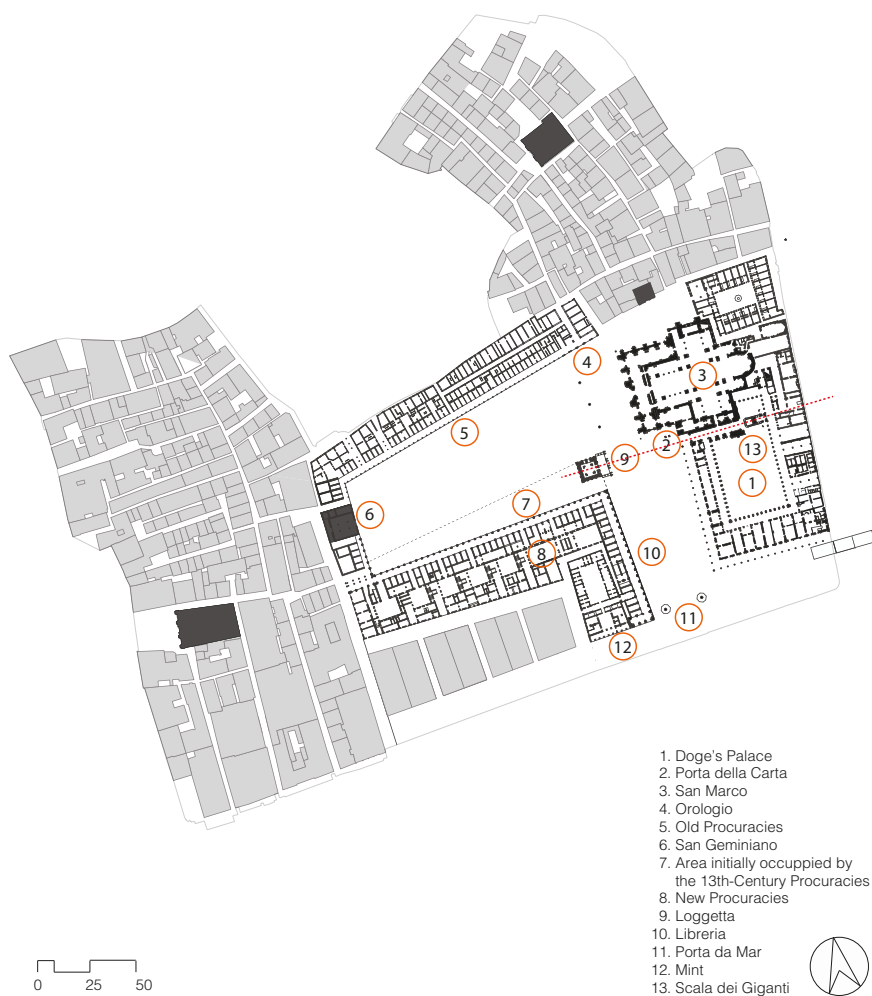 4
3
5
2
9
13
1
6
7
8
10
11
12
1. Doge's Palace
2. Porta della Carta
3. San Marco
4. Orologio
5. Old Procuracies
6. San Geminiano
7. Area initially occuppied by
the 13th-Century Procuracies
8. New Procuracies
9. Loggetta
10. Libreria
11. Porta da Mar
12. Mint
13. Scala dei Giganti
0 25 50